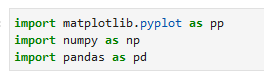 import matplotlib.pyplot as pp
import numpy as np
import pandas as pd